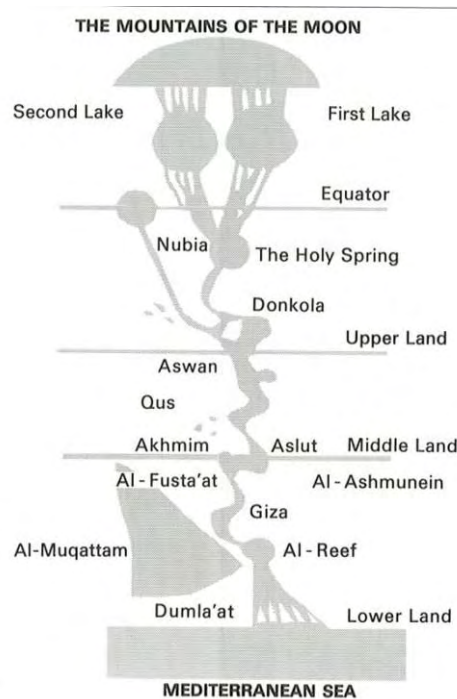 THE MOUNTAINS OF THE MOON
Second Lake
First Lake
Equator
Nubia
The Holy Spring
Donkola
Upper Land
Aswan
Qus
Akhmim
Aslut
Middle Land
Al-Fusta'at
Al-Ashmunein
Giza
Al-Muqattam
Al-Reef
Dumla'at
Lower Land
MEDITERRANEAN SEA